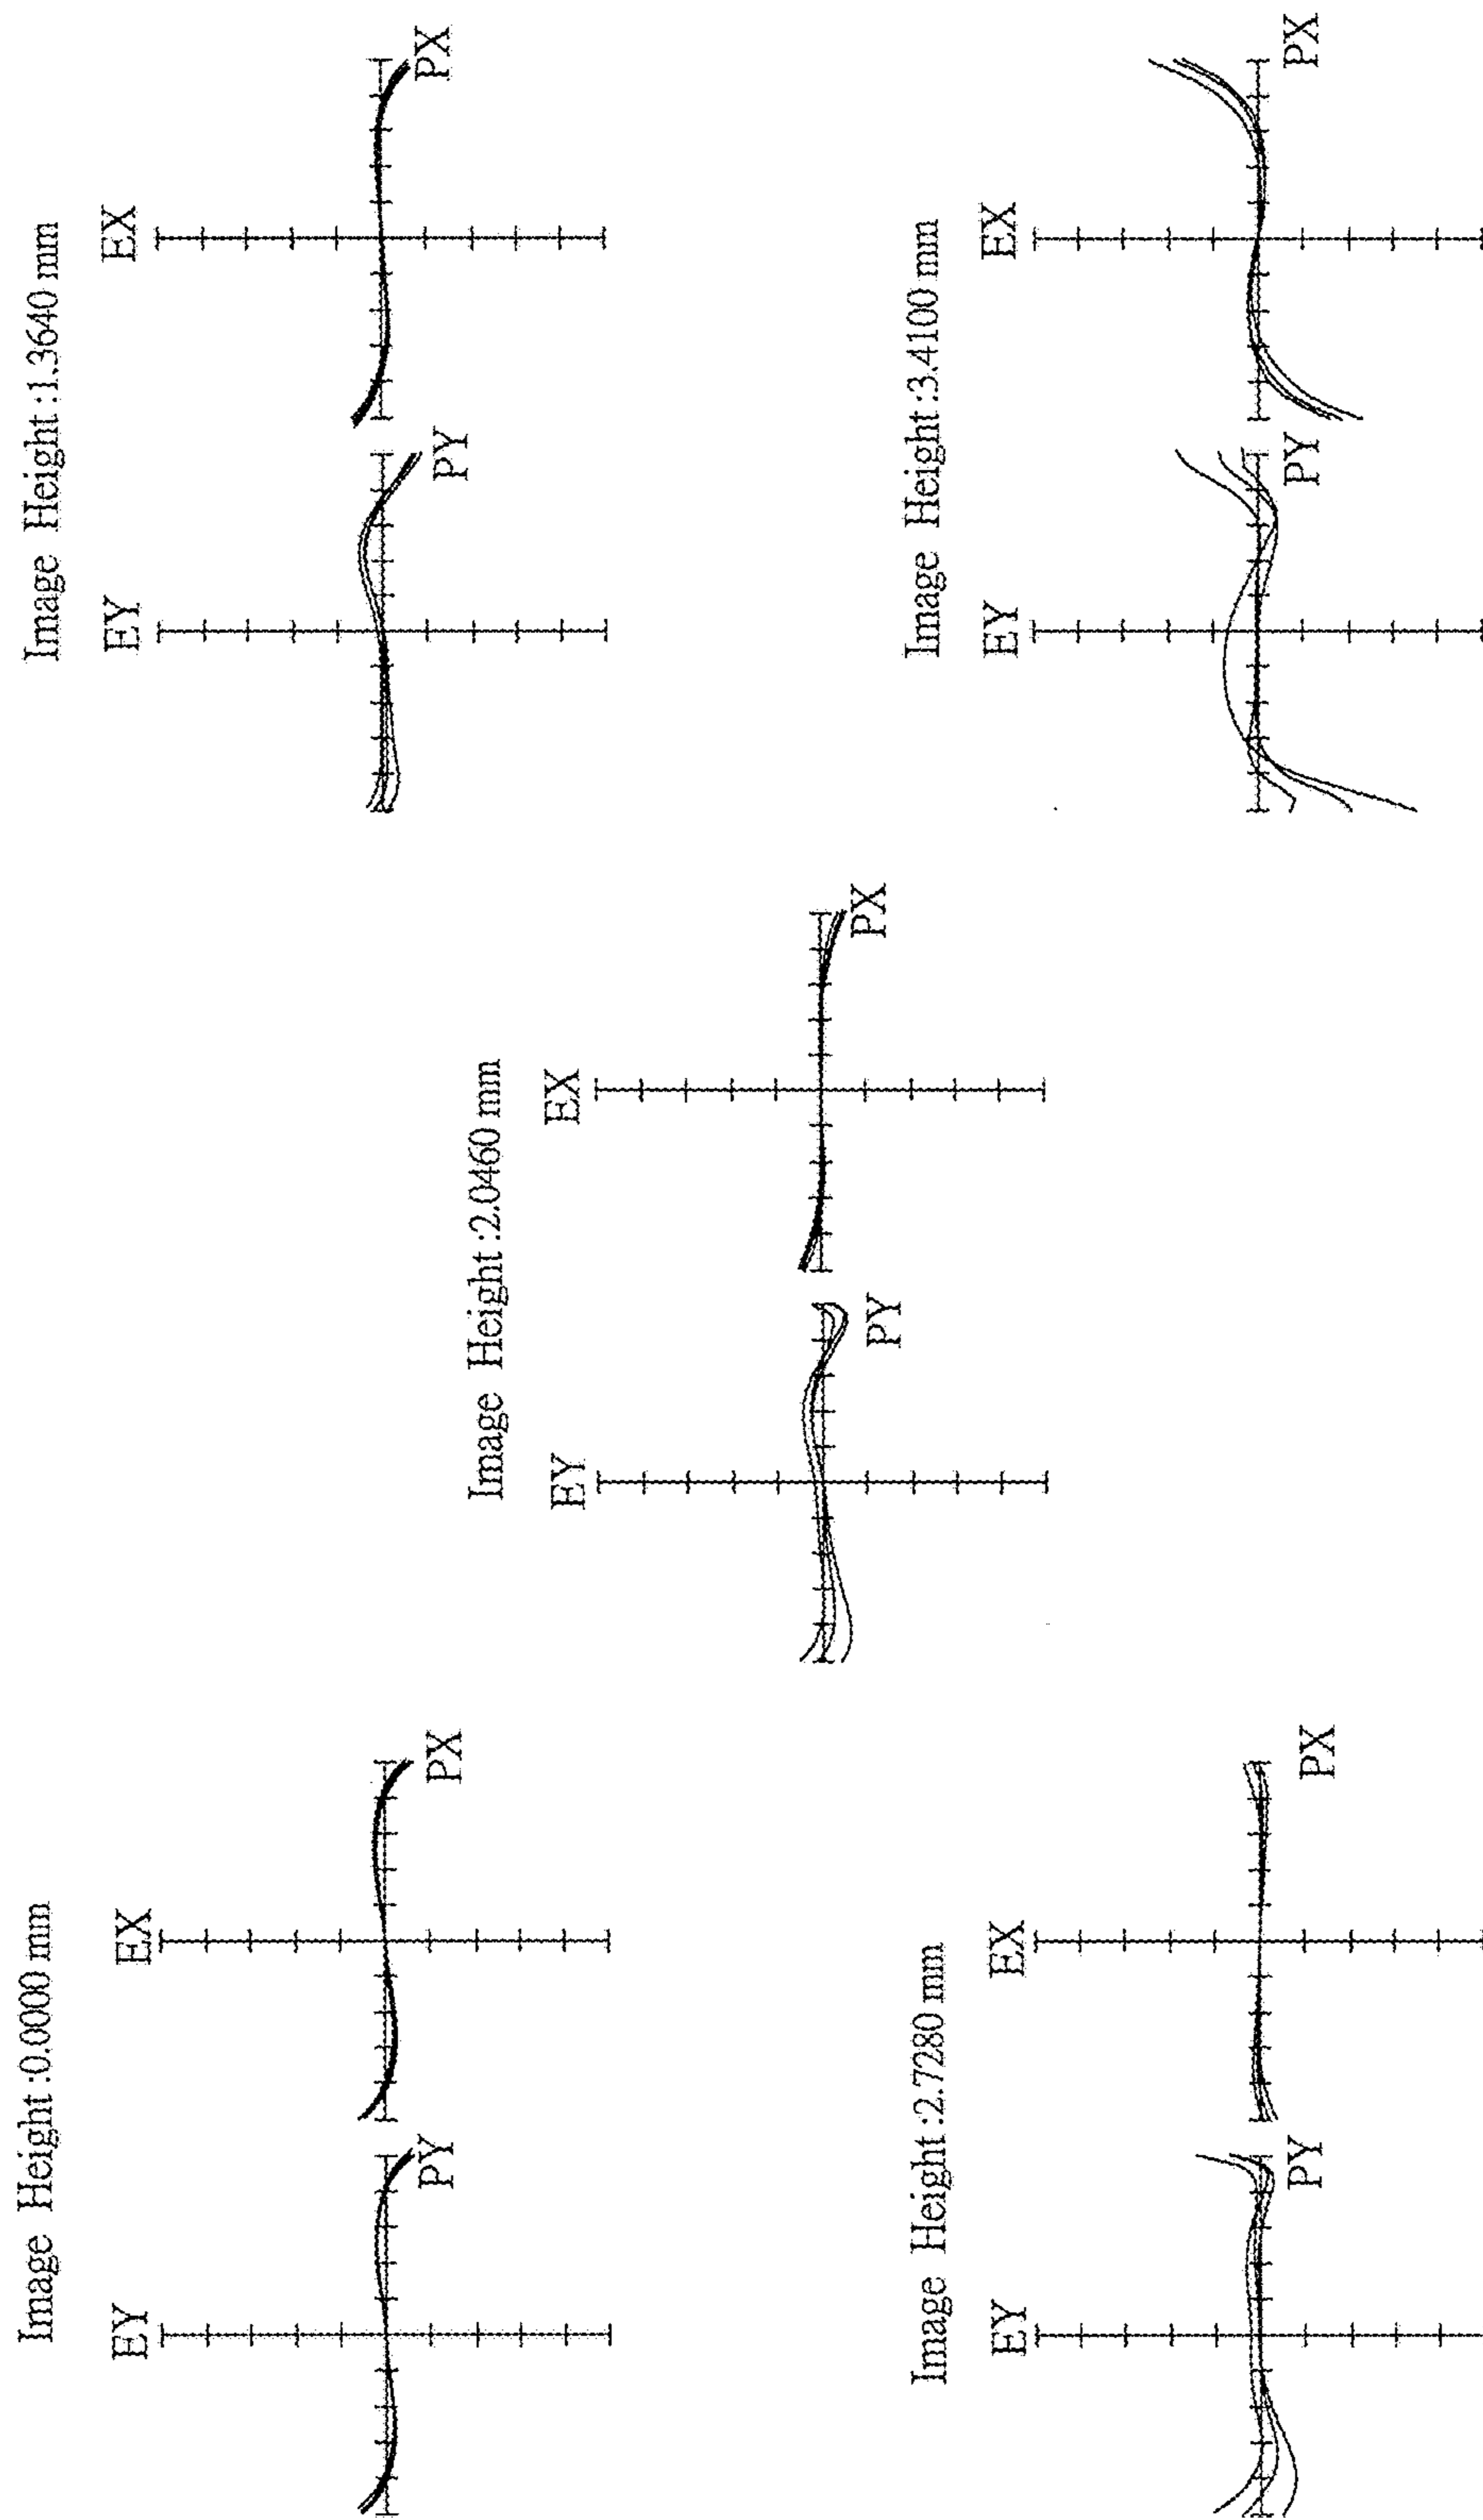 Image Height :0.0000 mm
EY
PY
EX
PX
Image Height :1.3640 mm
EY
PY
EX
PX
Image Height :2.0460 mm
EY
PY
EX
PX
Image Height :2.7280 mm
EY
PY
EX
PX
Image Height :3.4100 mm
EY
PY
EX
PX